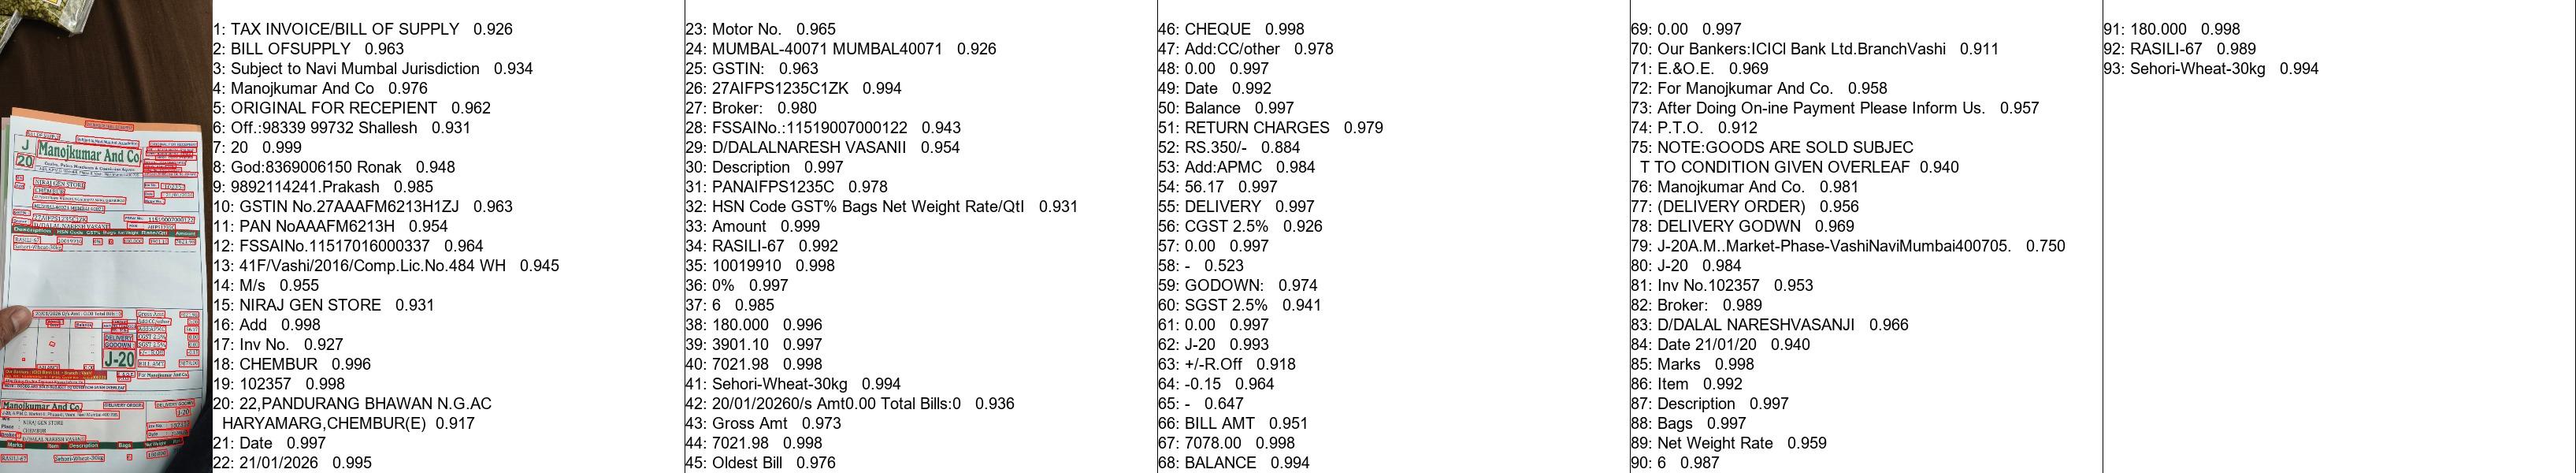 1: TAX INVOICE/BILL OF SUPPLY 0.926
2: BILL OFSUPPLY 0.963
3: Subject to Navi Mumbal Jurisdiction 0.934
4: Manojkumar And Co 0.976
5: ORIGINAL FOR RECEPIENT 0.962
6: Off.:98339 99732 Shallesh 0.931
7: 20 0.999
8: God:8369006150 Ronak 0.948
9: 9892114241.Prakash 0.985
10: GSTIN No.27AAAFM6213H1ZJ 0.963
11: PAN NoAAAFM6213H 0.954
12: FSSAINo.11517016000337 0.964
13: 41F/Vashi/2016/Comp.Lic.No.484 WH 0.945
14: M/s 0.955
15: NIRAJ GEN STORE 0.931
16: Add 0.998
17: Inv No. 0.927
18: CHEMBUR 0.996
19: 102357 0.998
20: 22,PANDURANG BHAWAN N.G.AC
HARYAMARG,CHEMBUR(E) 0.917
21: Date 0.997
22: 21/01/2026 0.995
23: Motor No. 0.965
24: MUMBAL-40071 MUMBAL40071 0.926
25: GSTIN: 0.963
26: 27AIFPS1235C1ZK 0.994
27: Broker: 0.980
28: FSSAINo.:11519007000122 0.943
29: D/DALALNARESH VASANII 0.954
30: Description 0.997
31: PANAIFPS1235C 0.978
32: HSN Code GST% Bags Net Weight Rate/Qtl 0.931
33: Amount 0.999
34: RASILI-67 0.992
35: 10019910 0.998
36: 0% 0.997
37: 6 0.985
38: 180.000 0.996
39: 3901.10 0.997
40: 7021.98 0.998
41: Sehori-Wheat-30kg 0.994
42: 20/01/20260/s Amt0.00 Total Bills:0 0.936
43: Gross Amt 0.973
44: 7021.98 0.998
45: Oldest Bill 0.976
46: CHEQUE 0.998
47: Add:CC/other 0.978
48: 0.00 0.997
49: Date 0.992
50: Balance 0.997
51: RETURN CHARGES 0.979
52: RS.350/- 0.884
53: Add:APMC 0.984
54: 56.17 0.997
55: DELIVERY 0.997
56: CGST 2.5% 0.926
57: 0.00 0.997
58: - 0.523
59: GODOWN: 0.974
60: SGST 2.5% 0.941
61: 0.00 0.997
62: J-20 0.993
63: +/-R.Off 0.918
64: -0.15 0.964
65: - 0.647
66: BILL AMT 0.951
67: 7078.00 0.998
68: BALANCE 0.994
69: 0.00 0.997
70: Our Bankers:ICICI Bank Ltd.BranchVashi 0.911
71: E.&O.E. 0.969
72: For Manojkumar And Co. 0.958
73: After Doing On-ine Payment Please Inform Us. 0.957
74: P.T.O. 0.912
75: NOTE:GOODS ARE SOLD SUBJEC
T TO CONDITION GIVEN OVERLEAF 0.940
76: Manojkumar And Co. 0.981
77: (DELIVERY ORDER) 0.956
78: DELIVERY GODWN 0.969
79: J-20A.M..Market-Phase-VashiNaviMumbai400705. 0.750
80: J-20 0.984
81: Inv No.102357 0.953
82: Broker: 0.989
83: D/DALAL NARESHVASANJI 0.966
84: Date 21/01/20 0.940
85: Marks 0.998
86: Item 0.992
87: Description 0.997
88: Bags 0.997
89: Net Weight Rate 0.959
90: 6 0.987
91: 180.000 0.998
92: RASILI-67 0.989
93: Sehori-Wheat-30kg 0.994